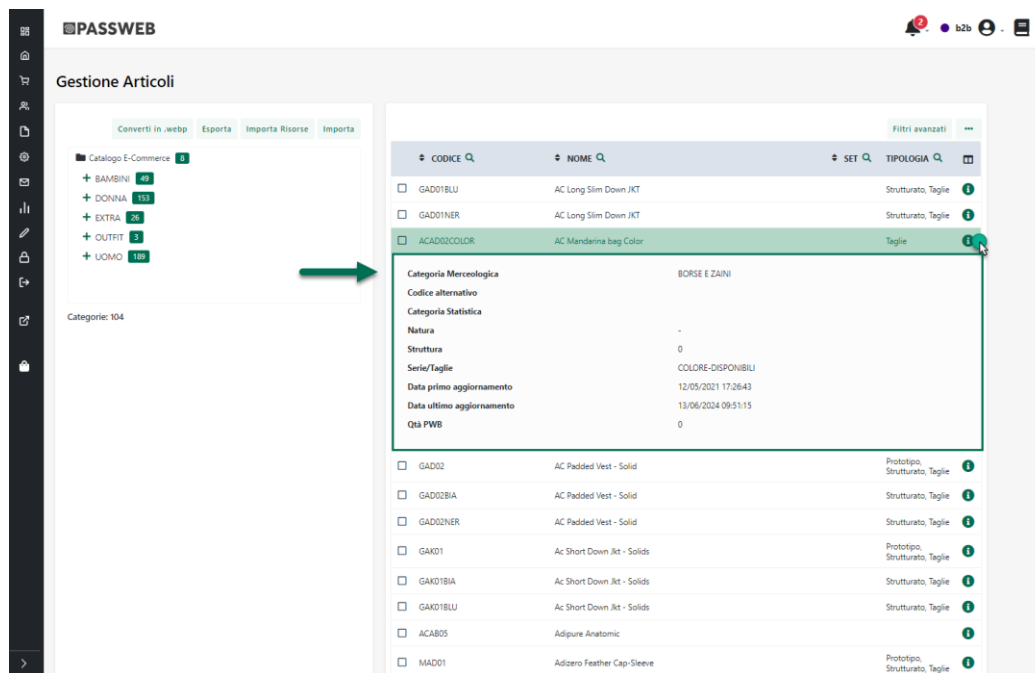 PASSWEB
2
b2b
Gestione Articoli
Converti in .webp Esporta Importa Risorse Importa
Catalogo E-Commerce 8
BAMBINI 49
DONNA 153
EXTRA 26
OUTFIT 3
UOMO 189
Categorie: 104
Filtri avanzati
CODICE NOME SET TIPOLOGIA
GAD01BLU AC Long Slim Down JKT Strutturato, Taglie
GAD01NER AC Long Slim Down JKT Strutturato, Taglie
ACAD02COLOR AC Mandarina bag Color Taglie
Categoria Merceologica BORSE E ZAINI
Codice alternativo
Categoria Statistica
Natura -
Struttura 0
Serie/Taglie COLORE-DISPONIBILI
Data primo aggiornamento 12/05/2021 17:26:43
Data ultimo aggiornamento 13/06/2024 09:51:15
Qtà PWB 0
GAD02 AC Padded Vest - Solid Prototipo,
Strutturato, Taglie
GAD02BIA AC Padded Vest - Solid Strutturato, Taglie
GAD02NER AC Padded Vest - Solid Strutturato, Taglie
GAK01 Ac Short Down Jkt - Solids Prototipo,
Strutturato, Taglie
GAK01BIA Ac Short Down Jkt - Solids Strutturato, Taglie
GAK01BLU Ac Short Down Jkt - Solids Strutturato, Taglie
ACAB05 Adipure Anatomic
MAD01 Adizero Feather Cap-Sleeve Prototipo,
Strutturato, Taglie